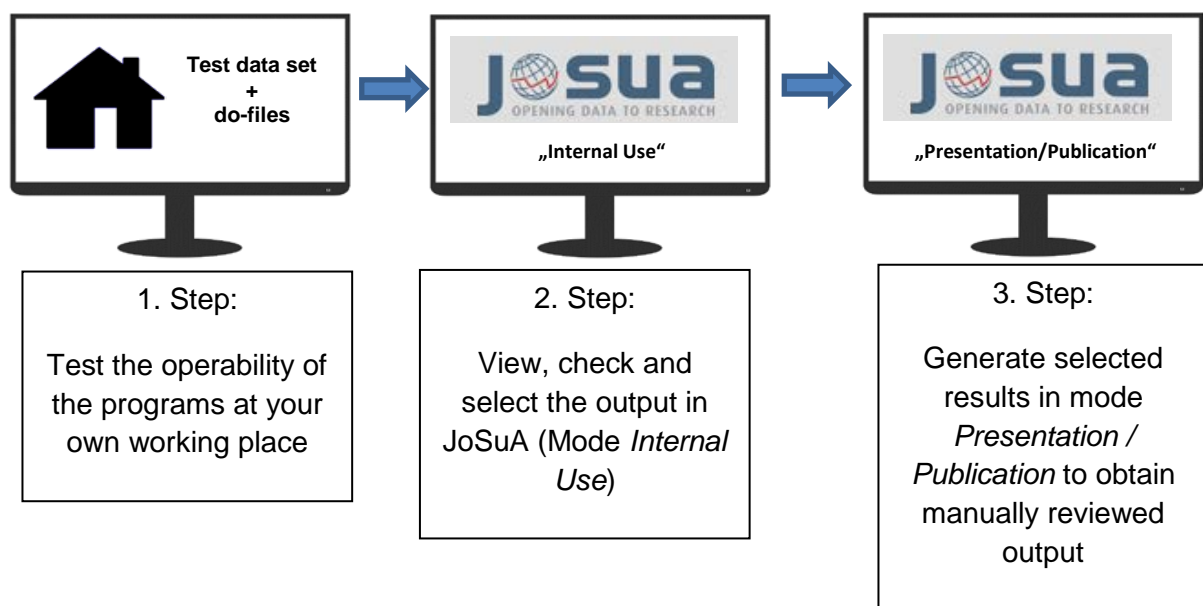 Test data set
+
do-files
JoSua
OPENING DATA TO RESEARCH
„Internal Use“
JoSua
OPENING DATA TO RESEARCH
„Presentation/Publication“
1. Step:
Test the operability of
the programs at your
own working place
2. Step:
View, check and
select the output in
JoSuA (Mode Internal
Use)
3. Step:
Generate selected
results in mode
Presentation /
Publication to obtain
manually reviewed
output